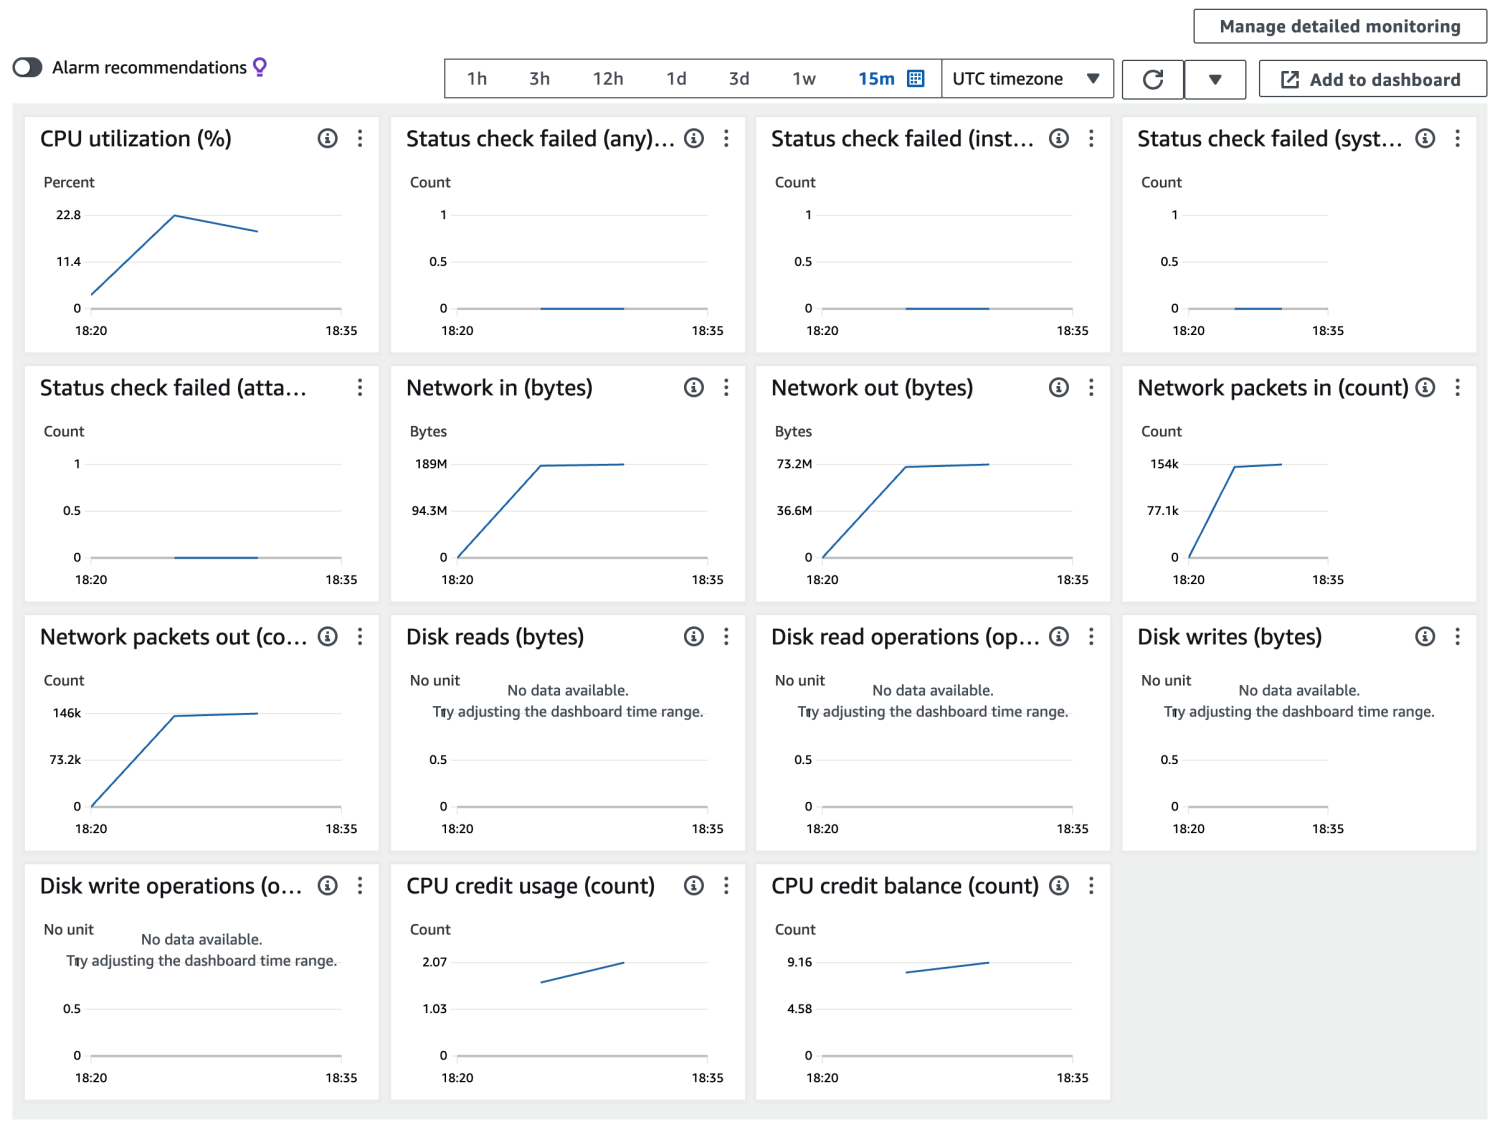 Manage detailed monitoring
Alarm recommendations
1h 3h 12h 1d 3d 1w 15m UTC timezone Add to dashboard
CPU utilization (%)
Percent
22.8
11.4
0
18:20 18:35
Status check failed (any)...
Count
1
0.5
0
18:20 18:35
Status check failed (inst...
Count
1
0.5
0
18:20 18:35
Status check failed (syst...
Count
1
0.5
0
18:20 18:35
Status check failed (atta...
Count
1
0.5
0
18:20 18:35
Network in (bytes)
Bytes
189M
94.3M
0
18:20 18:35
Network out (bytes)
Bytes
73.2M
36.6M
0
18:20 18:35
Network packets in (count)
Count
154k
77.1k
0
18:20 18:35
Network packets out (co...
Count
146k
73.2k
0
18:20 18:35
Disk reads (bytes)
No unit
No data available.
Try adjusting the dashboard time range.
0.5
0
18:20 18:35
Disk read operations (op...
No unit
No data available.
Try adjusting the dashboard time range.
0.5
0
18:20 18:35
Disk writes (bytes)
No unit
No data available.
Try adjusting the dashboard time range.
0.5
0
18:20 18:35
Disk write operations (o...
No unit
No data available.
Try adjusting the dashboard time range.
0.5
0
18:20 18:35
CPU credit usage (count)
Count
2.07
1.03
0
18:20 18:35
CPU credit balance (count)
Count
9.16
4.58
0
18:20 18:35